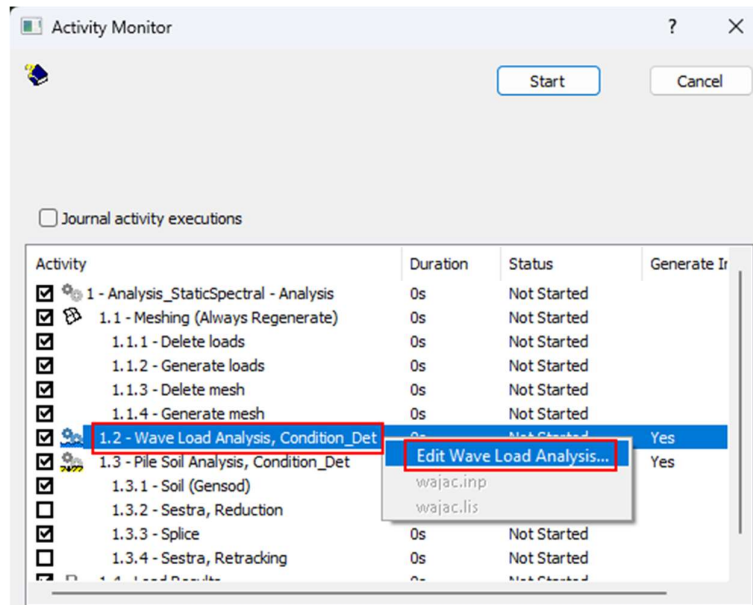 Activity Monitor ? X
Start Cancel
Journal activity executions
Activity Duration Status Generate Ir
1 - Analysis_StaticSpectral - Analysis 0s Not Started
1.1 - Meshing (Always Regenerate) 0s Not Started
1.1.1 - Delete loads 0s Not Started
1.1.2 - Generate loads 0s Not Started
1.1.3 - Delete mesh 0s Not Started
1.1.4 - Generate mesh 0s Not Started
1.2 - Wave Load Analysis, Condition_Det 0s Not Started Yes
Edit Wave Load Analysis...
1.3 - Pile Soil Analysis, Condition_Det Yes
wajac.inp
1.3.1 - Soil (Gensod)
wajac.lis
1.3.2 - Sestra, Reduction
1.3.3 - Splice 0s Not Started
1.3.4 - Sestra, Retracking 0s Not Started